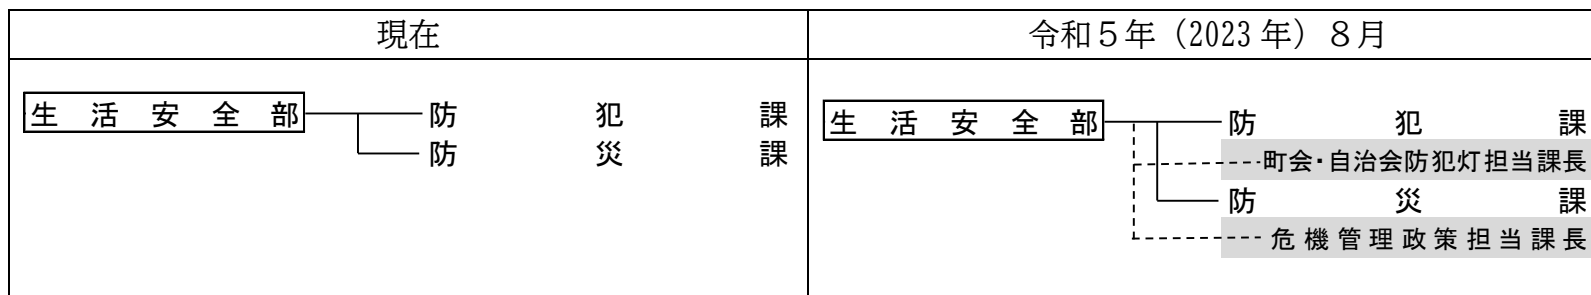 現在
令和５年（2023年）８月
生活安全部
防犯課
防災課
生活安全部
防犯課
町会・自治会防犯灯担当課長
防災課
危機管理政策担当課長